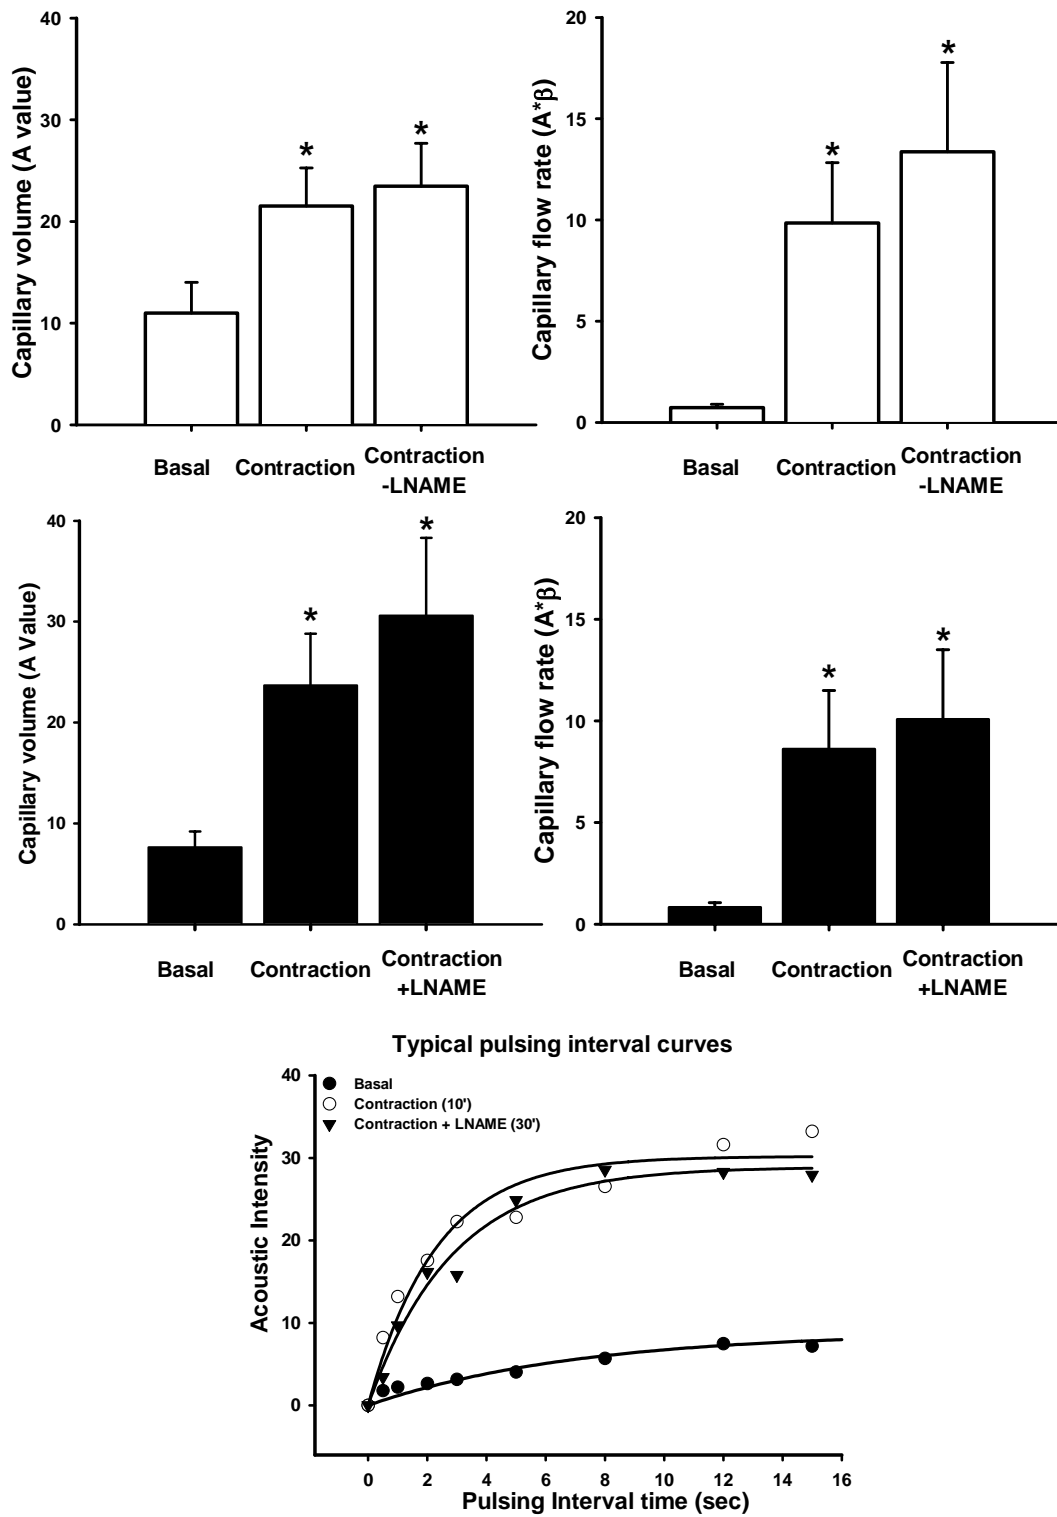 Capillary volume (A value)
40
30
20
10
0
*
*
Basal
Contraction
Contraction
-LNAME
Capillary flow rate (A*β)
20
15
10
5
0
*
*
Basal
Contraction
Contraction
-LNAME
Capillary volume (A Value)
40
30
20
10
0
*
*
Basal
Contraction
Contraction
+LNAME
Capillary flow rate (A*β)
20
15
10
5
0
*
*
Basal
Contraction
Contraction
+LNAME
Typical pulsing interval curves
Basal
Contraction (10')
Contraction + LNAME (30')
Acoustic Intensity
40
30
20
10
0
0 2 4 6 8 10 12 14 16
Pulsing Interval time (sec)